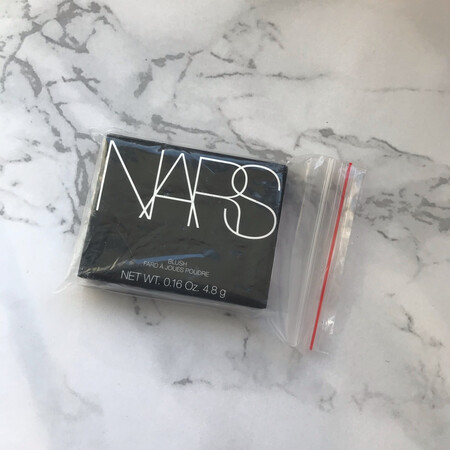 NARS
BLUSH
FARD À JOUES POUDRE
NET WT. 0.16 Oz. 4.8 g